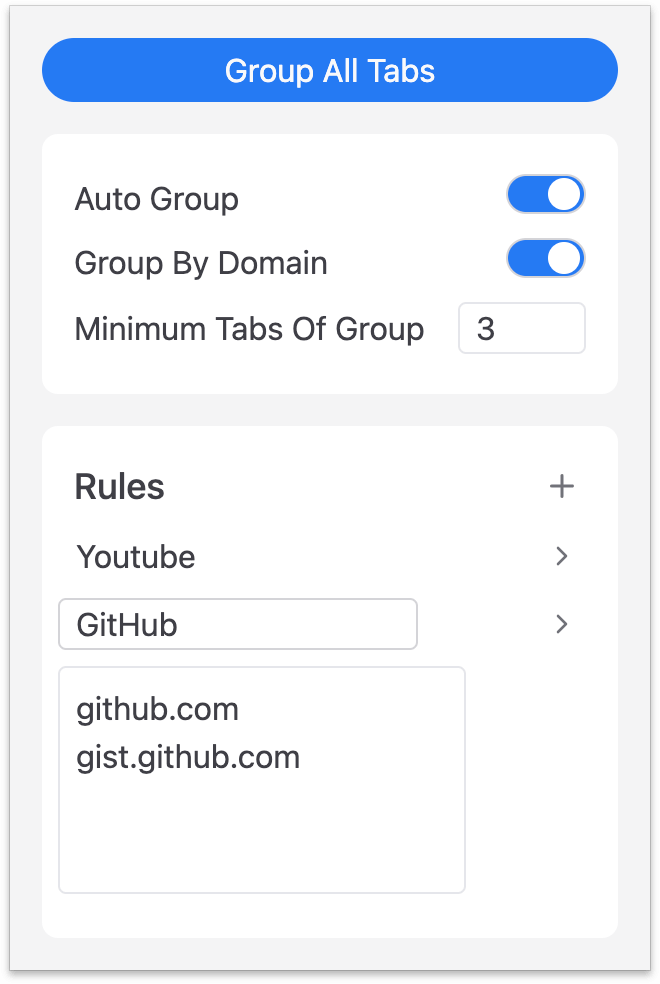 Group All Tabs
Auto Group
Group By Domain
Minimum Tabs Of Group 3
Rules
Youtube
GitHub
github.com
gist.github.com